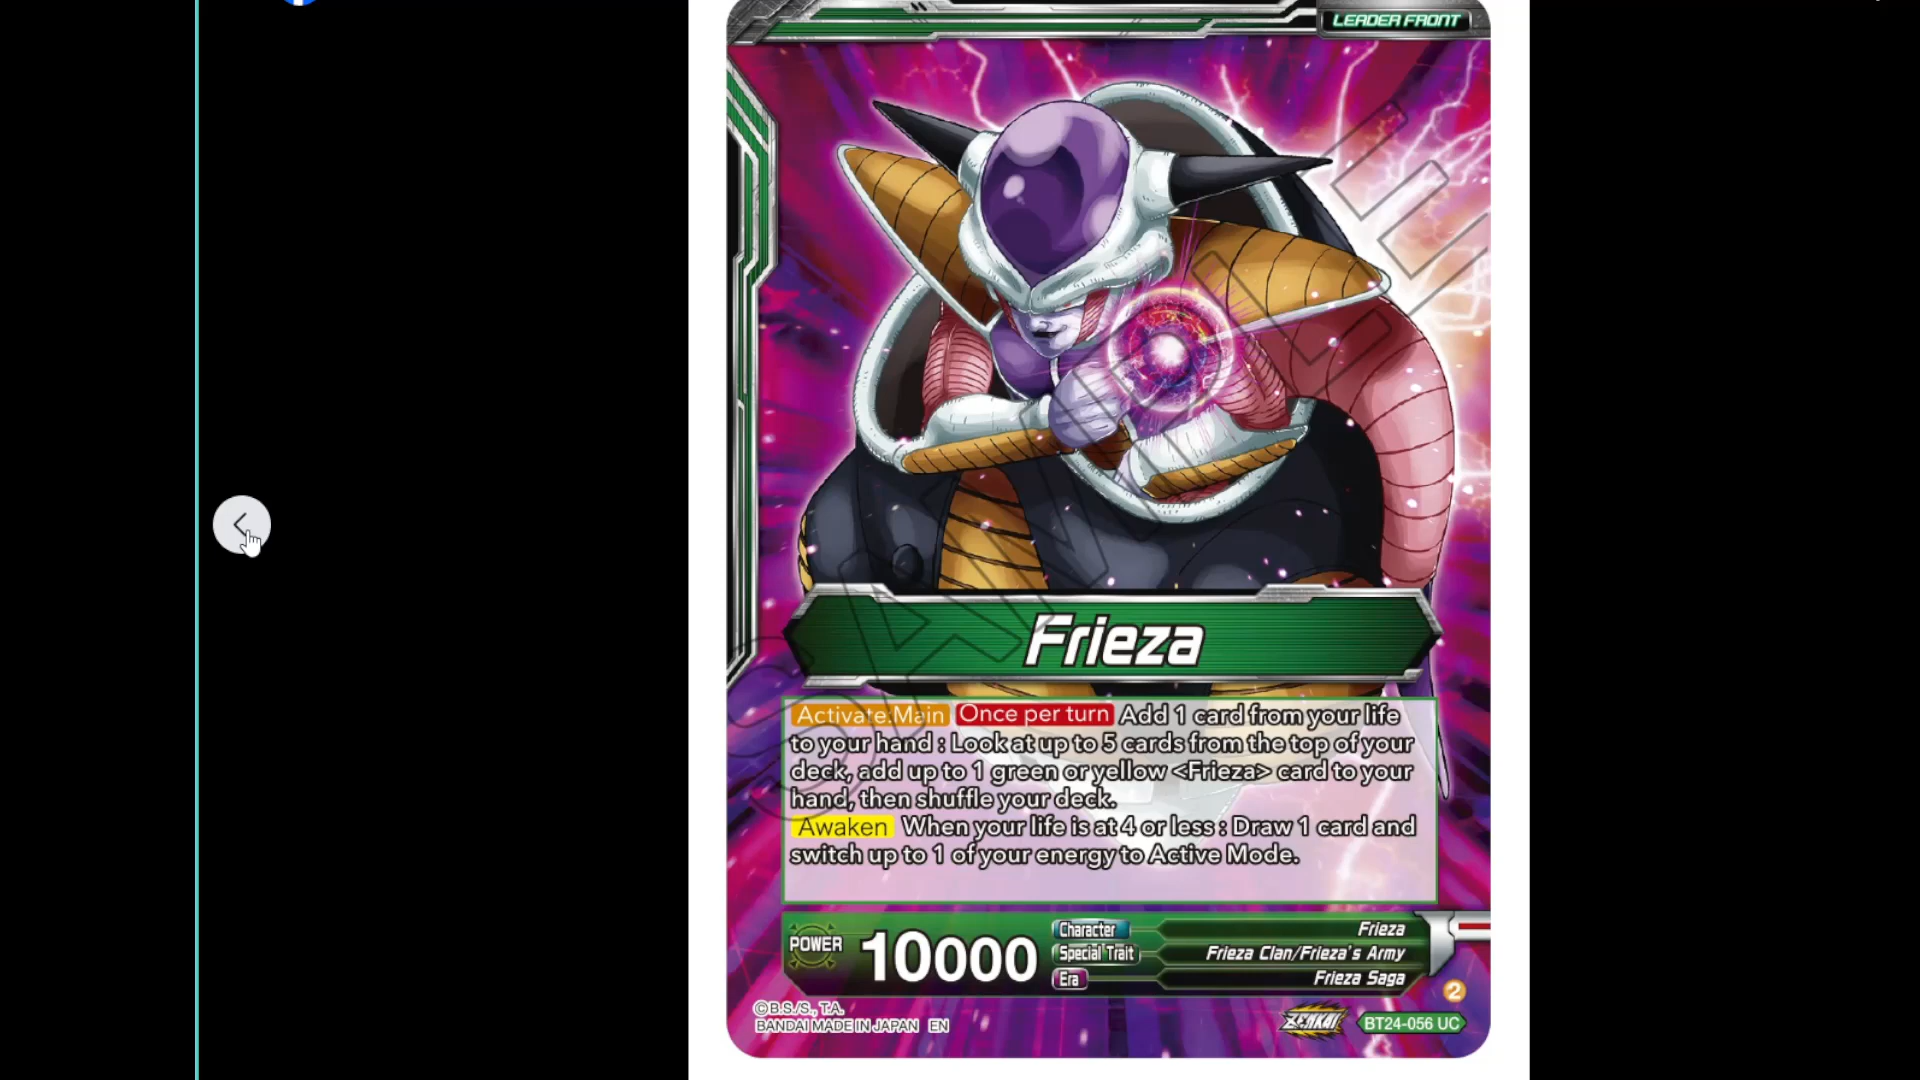 LEADER FRONT
SAMPLE
Frieza
Activate:Main Once per turn Add 1 card from your life
to your hand : Look at up to 5 cards from the top of your
deck, add up to 1 green or yellow <Frieza> card to your
hand, then shuffle your deck.
Awaken When your life is at 4 or less : Draw 1 card and
switch up to 1 of your energy to Active Mode.
POWER 10000
Character Frieza
Special Trait Frieza Clan/Frieza's Army
Era Frieza Saga
2
©B.S./S., T.A.
BANDAI MADE IN JAPAN EN
ZENKAI
BT24-056 UC